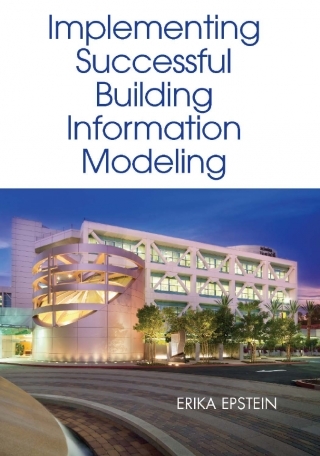 Implementing
Successful
Building
Information
Modeling
ERIKA EPSTEIN